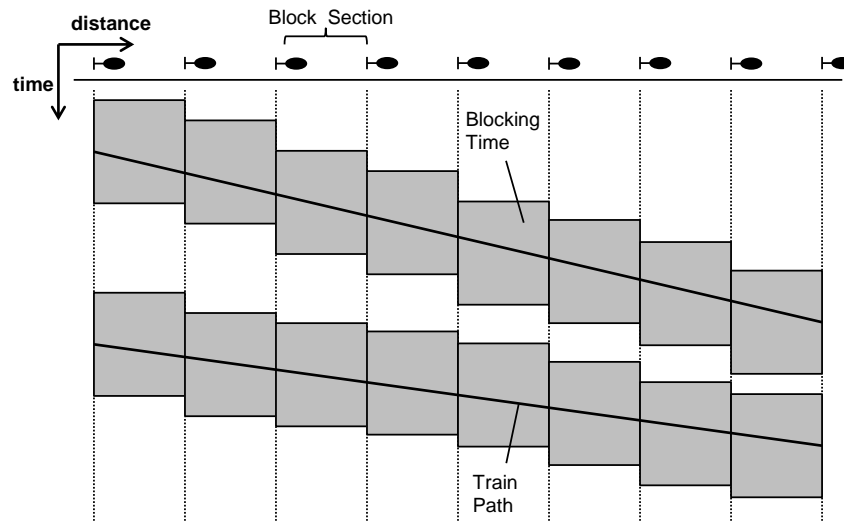 Block Section
distance
time
Blocking
Time
Train
Path